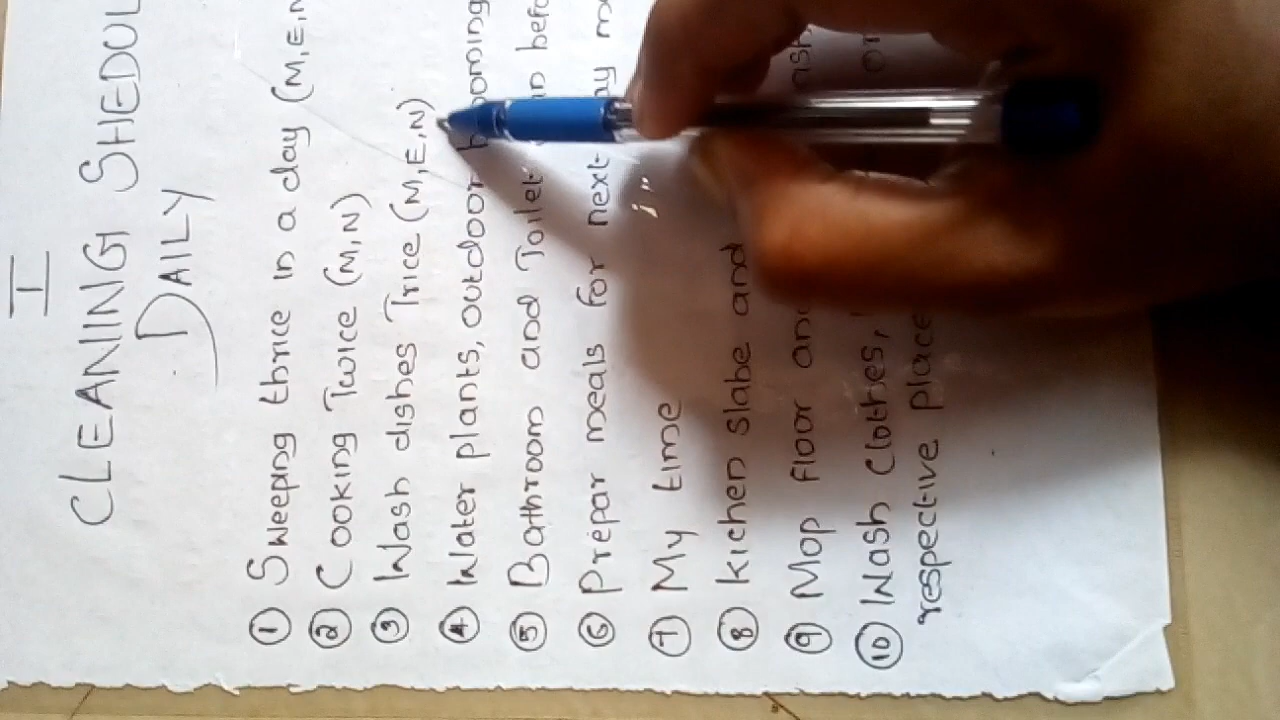 I
CLEANING SHEDUL
DAILY
① Sweeping thrice in a day (M,E,N
② Cooking Twice (M,N)
③ Wash dishes Trice (M,E,N)
④ Water plants, outdoor
⑤ Bathroom and Toilet
⑥ Prepar meals for next
⑦ My time
⑧ Kichen slabe and
⑨ Mop floor and
⑩ Wash Clothes,
respective place